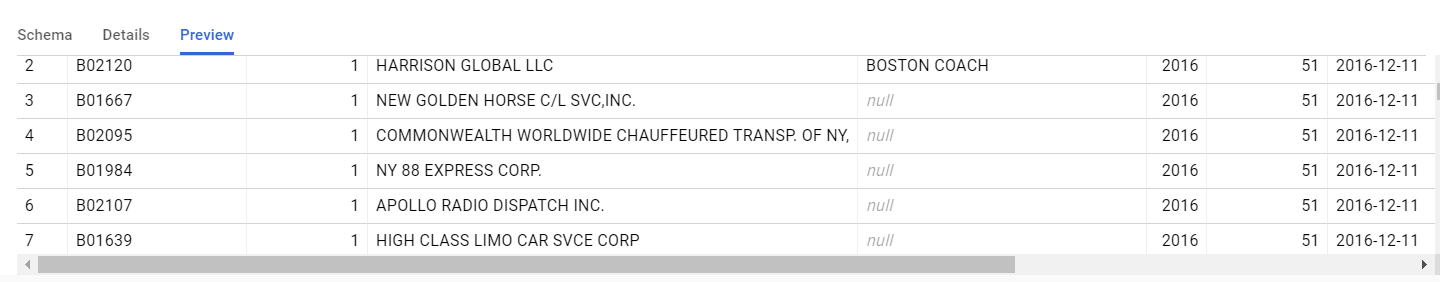 Schema Details Preview
2 B02120 1 HARRISON GLOBAL LLC BOSTON COACH 2016 51 2016-12-11
3 B01667 1 NEW GOLDEN HORSE C/L SVC,INC. null 2016 51 2016-12-11
4 B02095 1 COMMONWEALTH WORLDWIDE CHAUFFEURED TRANSP. OF NY, null 2016 51 2016-12-11
5 B01984 1 NY 88 EXPRESS CORP. null 2016 51 2016-12-11
6 B02107 1 APOLLO RADIO DISPATCH INC. null 2016 51 2016-12-11
7 B01639 1 HIGH CLASS LIMO CAR SVCE CORP null 2016 51 2016-12-11